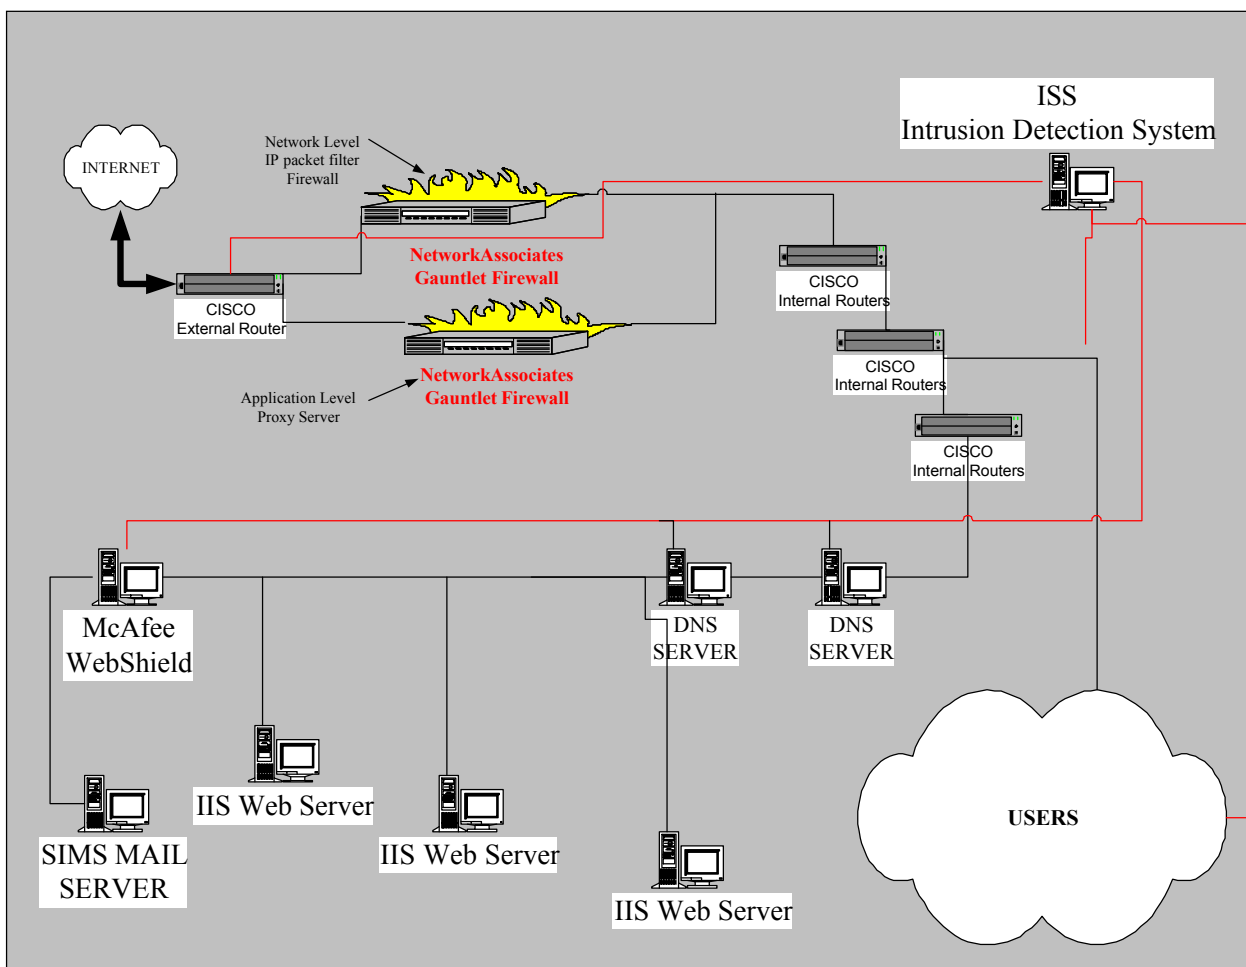 ISS
Intrusion Detection System
Network Level
IP packet filter
Firewall
INTERNET
NetworkAssociates
Gauntlet Firewall
CISCO
External Router
CISCO
Internal Routers
CISCO
Internal Routers
NetworkAssociates
Gauntlet Firewall
Application Level
Proxy Server
CISCO
Internal Routers
McAfee
WebShield
DNS
SERVER
DNS
SERVER
IIS Web Server
SIMS MAIL
SERVER
IIS Web Server
IIS Web Server
USERS